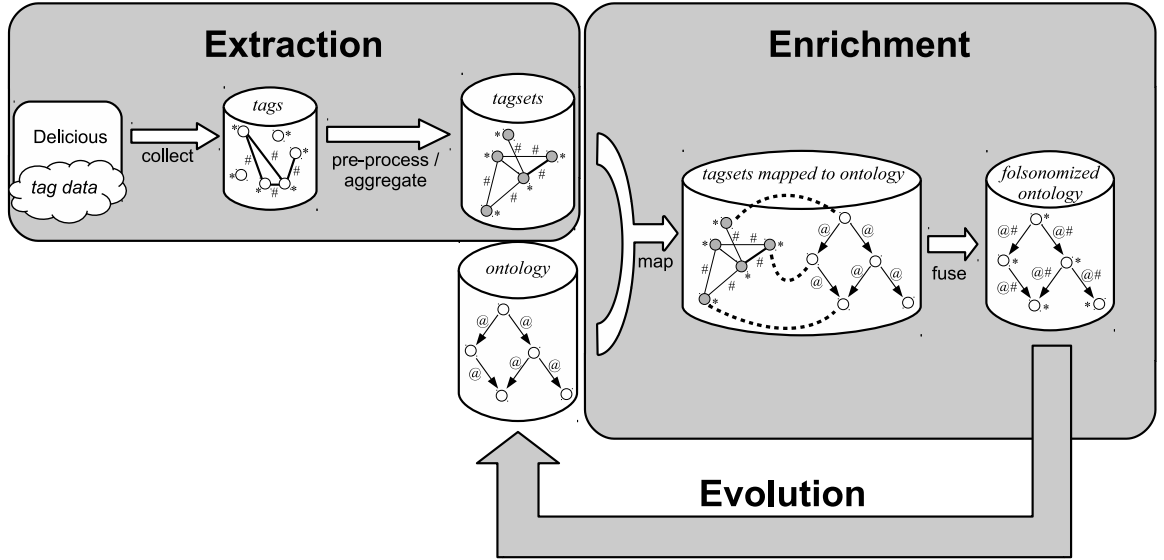 Extraction
Enrichment
Delicious
tag data
collect
tags
* * * * * *
# # # #
pre-process /
aggregate
tagsets
* * * * *
# # # # #
ontology
@ @
@ @ @
map
tagsets mapped to ontology
* * * * *
# # # # #
@ @
@ @ @
fuse
folsonomized
ontology
*
@# @#
* *
@# @# @#
* *
Evolution